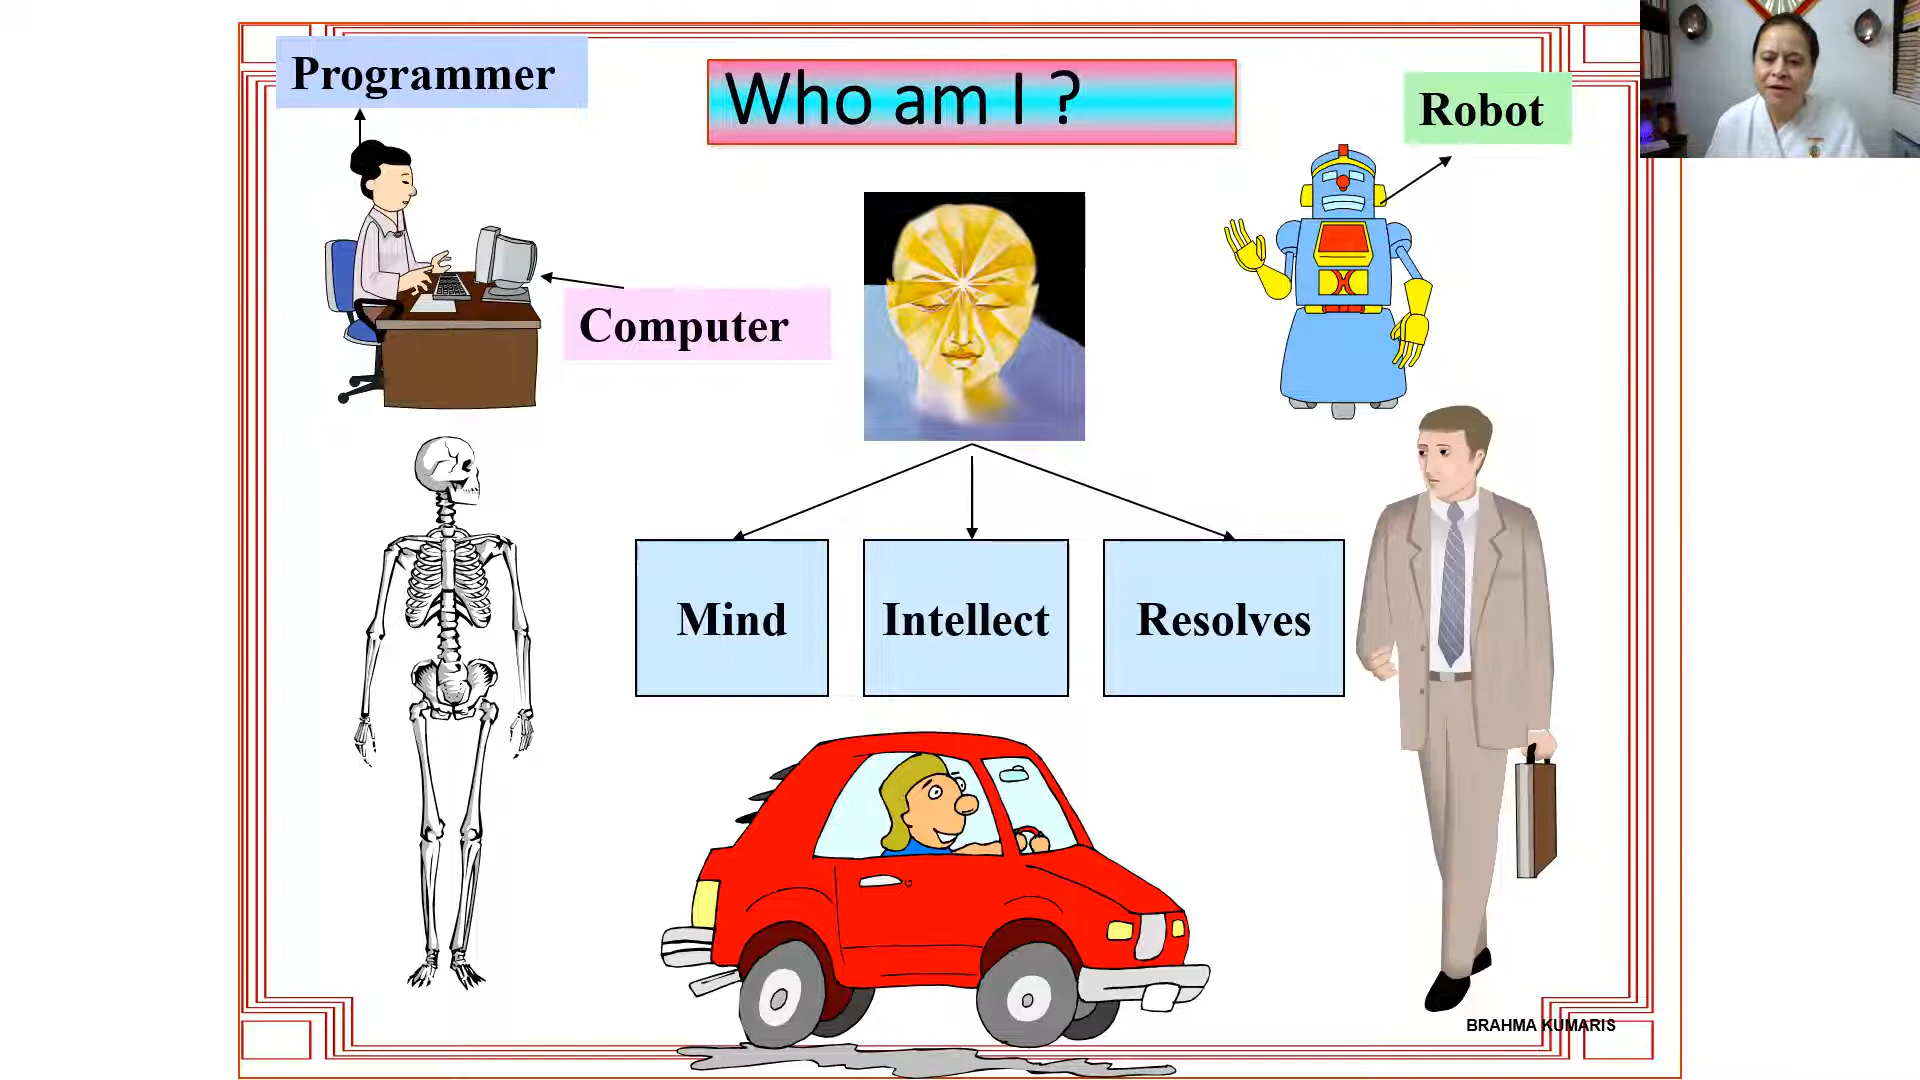 Programmer
Who am I ?
Robot
Computer
Mind
Intellect
Resolves
BRAHMA KUMARIS